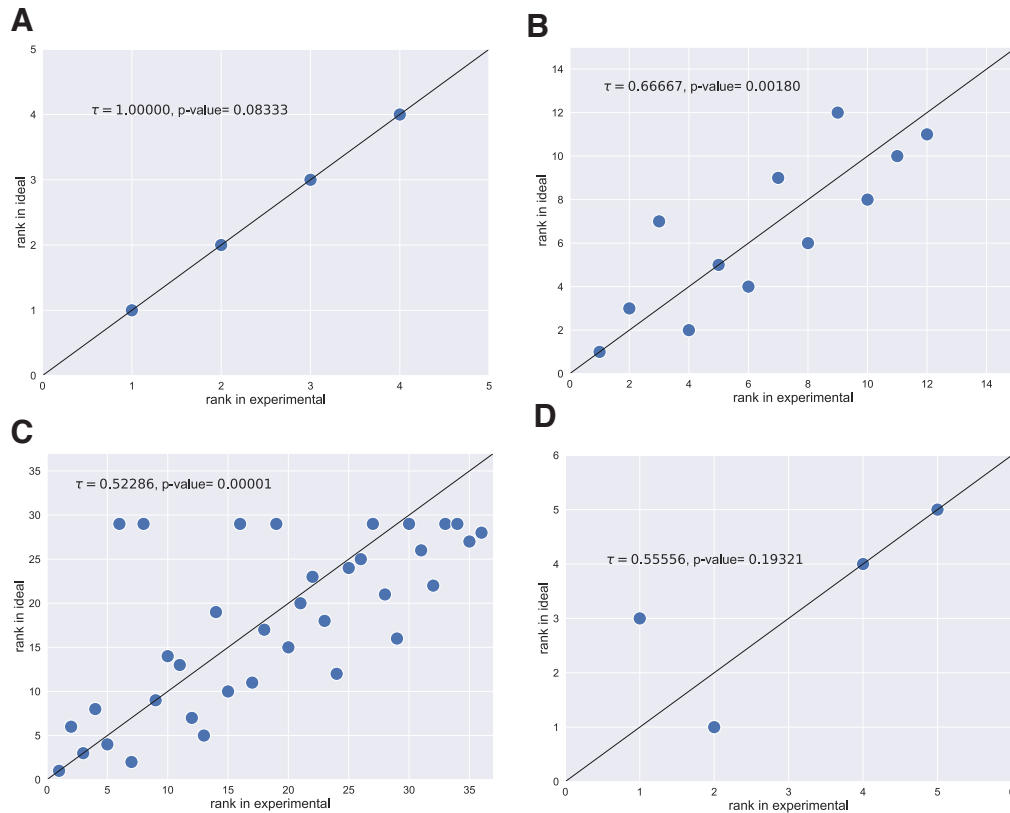 A
5
4
3
2
1
0
0 1 2 3 4 5
rank in ideal
rank in experimental
τ = 1.00000, p-value= 0.08333
B
14
12
10
8
6
4
2
0
0 2 4 6 8 10 12 14
rank in ideal
rank in experimental
τ = 0.66667, p-value= 0.00180
C
35
30
25
20
15
10
5
0
0 5 10 15 20 25 30 35
rank in ideal
rank in experimental
τ = 0.52286, p-value= 0.00001
D
6
5
4
3
2
1
0
0 1 2 3 4 5 6
rank in ideal
rank in experimental
τ = 0.55556, p-value= 0.19321